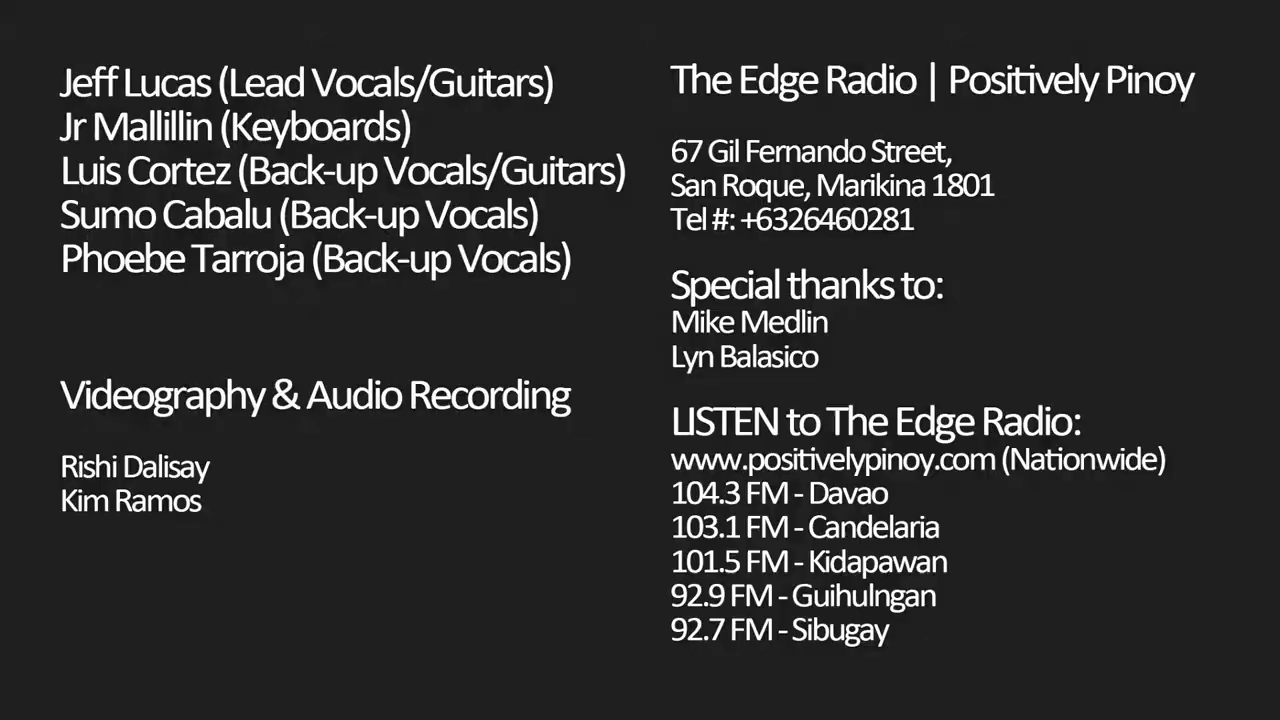 Jeff Lucas (Lead Vocals/Guitars)
Jr Mallillin (Keyboards)
Luis Cortez (Back-up Vocals/Guitars)
Sumo Cabalu (Back-up Vocals)
Phoebe Tarroja (Back-up Vocals)
Videography & Audio Recording
Rishi Dalisay
Kim Ramos
The Edge Radio | Positively Pinoy
67 Gil Fernando Street,
San Roque, Marikina 1801
Tel #: +6326460281
Special thanks to:
Mike Medlin
Lyn Balasico
LISTEN to The Edge Radio:
www.positivelypinoy.com (Nationwide)
104.3 FM - Davao
103.1 FM - Candelaria
101.5 FM - Kidapawan
92.9 FM - Guihulngan
92.7 FM - Sibugay